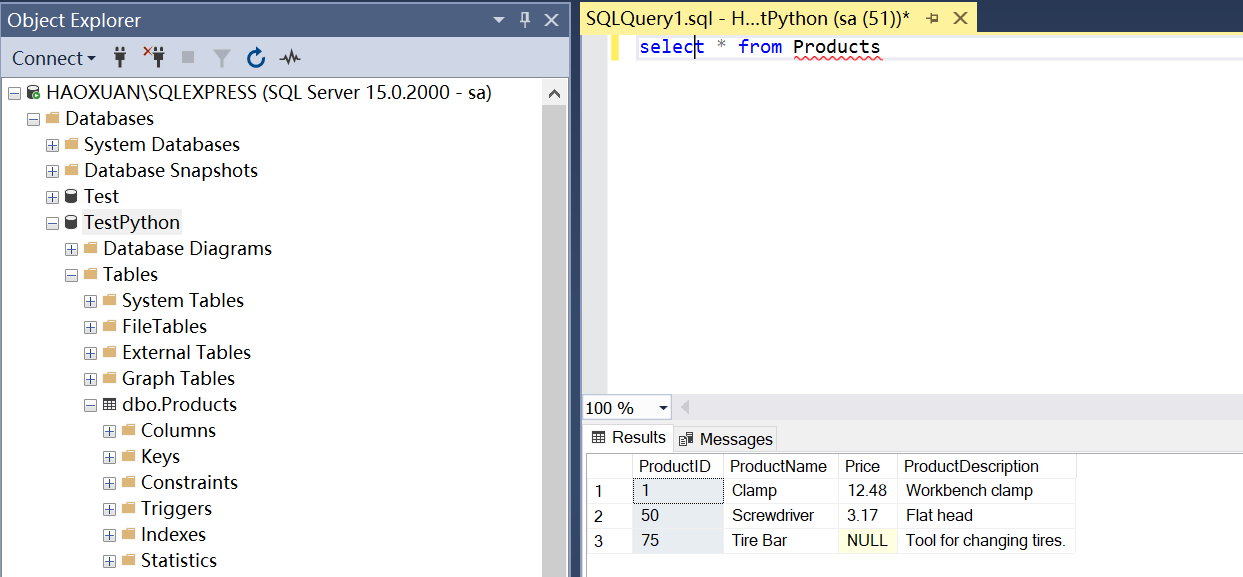 Object Explorer
Connect
HAOXUAN\SQLEXPRESS (SQL Server 15.0.2000 - sa)
Databases
System Databases
Database Snapshots
Test
TestPython
Database Diagrams
Tables
System Tables
FileTables
External Tables
Graph Tables
dbo.Products
Columns
Keys
Constraints
Triggers
Indexes
Statistics
SQLQuery1.sql - H...tPython (sa (51))*
select * from Products
100 %
Results Messages
ProductID ProductName Price ProductDescription
1 1 Clamp 12.48 Workbench clamp
2 50 Screwdriver 3.17 Flat head
3 75 Tire Bar NULL Tool for changing tires.